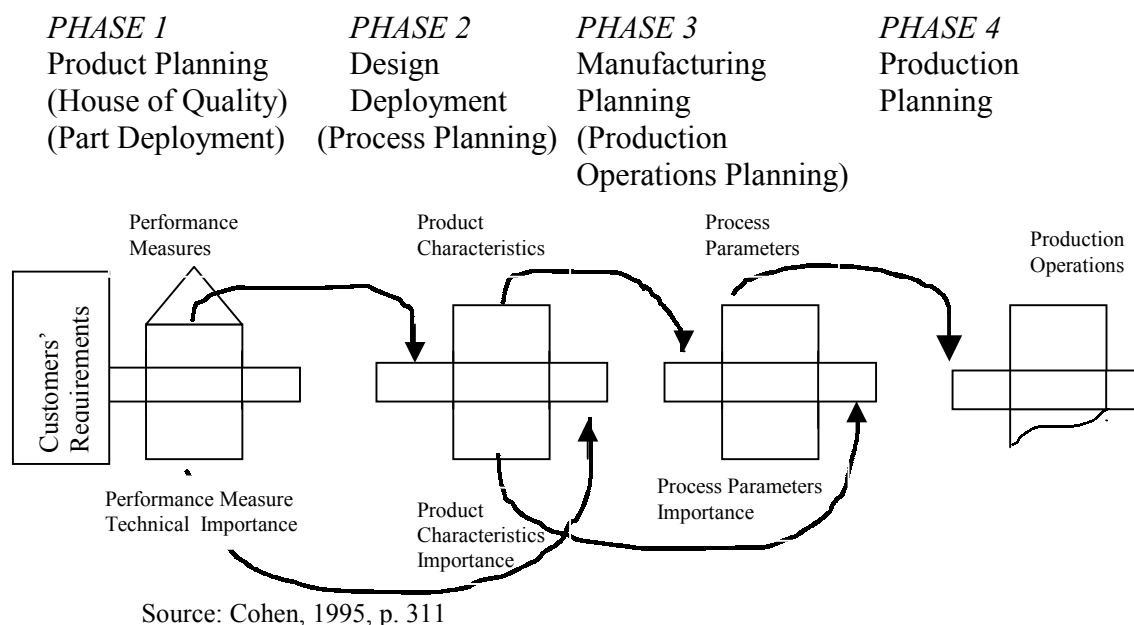 PHASE 1
Product Planning
(House of Quality)
(Part Deployment)
PHASE 2
Design
Deployment
(Process Planning)
PHASE 3
Manufacturing
Planning
(Production
Operations Planning)
PHASE 4
Production
Planning
Performance
Measures
Product
Characteristics
Process
Parameters
Production
Operations
Customers'
Requirements
Performance Measure
Technical Importance
Product
Characteristics
Importance
Process Parameters
Importance
Source: Cohen, 1995, p. 311